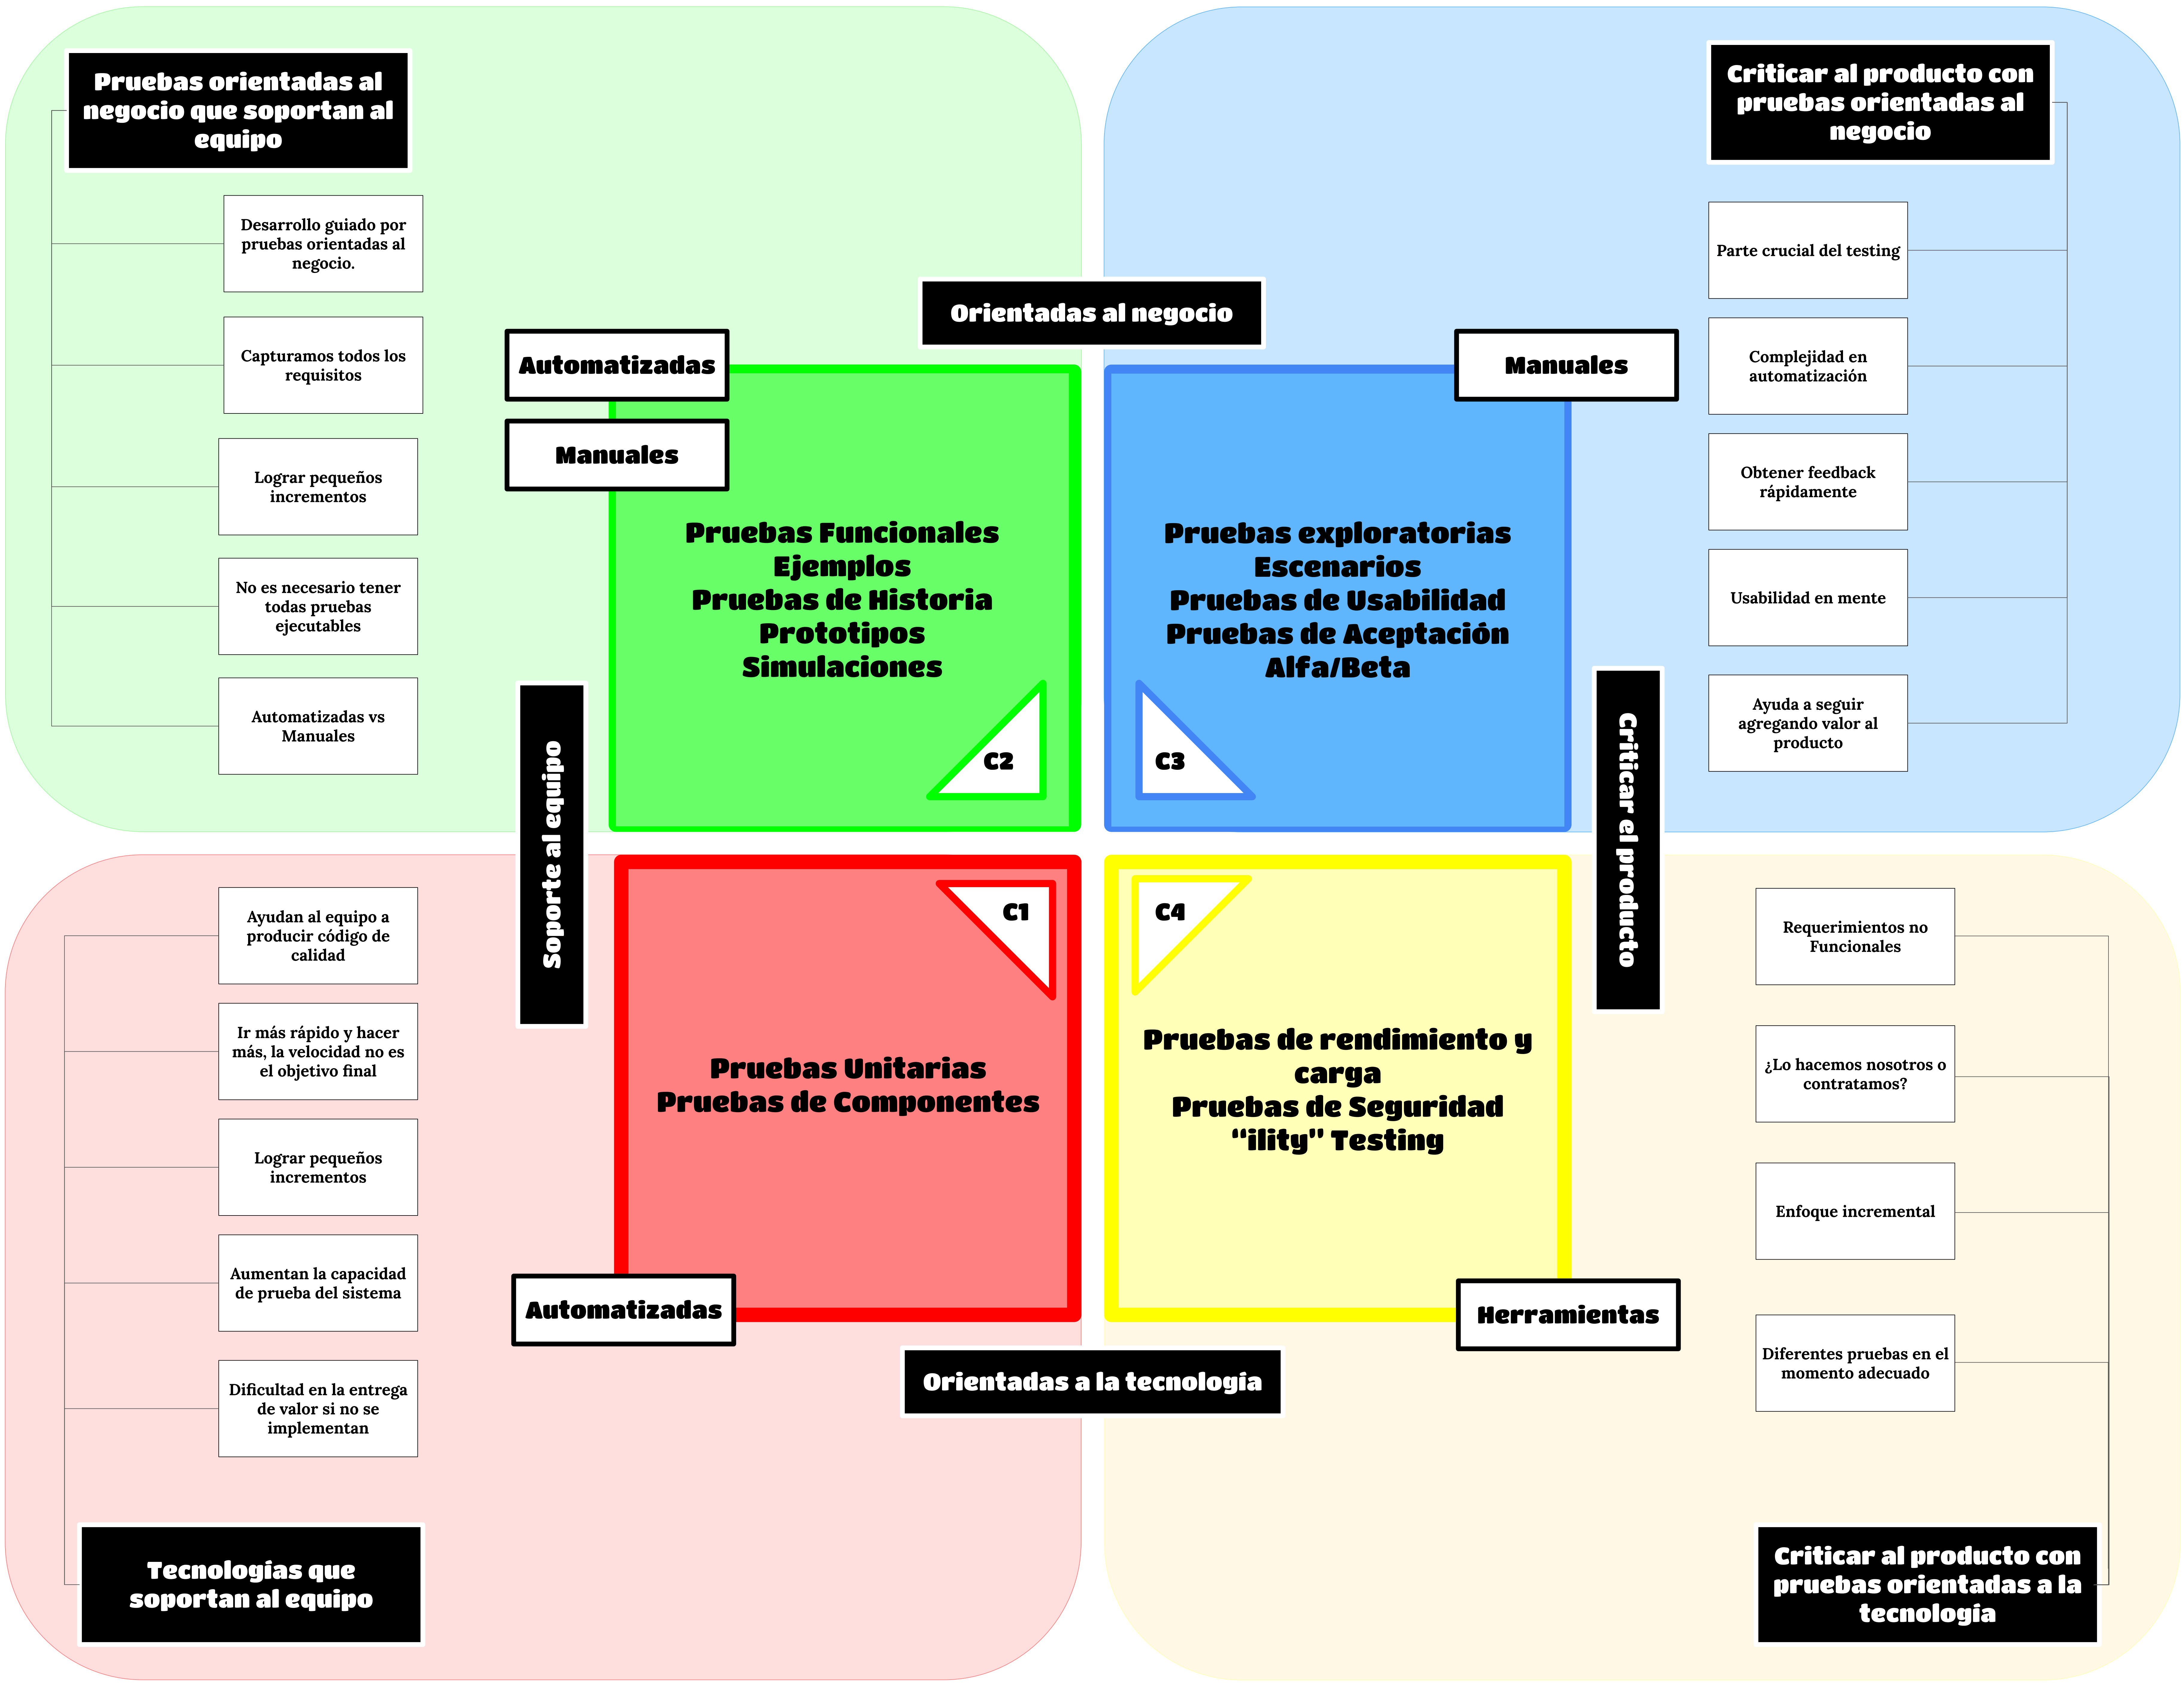 Pruebas orientadas al
negocio que soportan al
equipo
Desarrollo guiado por
pruebas orientadas al
negocio.
Capturamos todos los
requisitos
Lograr pequeños
incrementos
No es necesario tener
todas pruebas
ejecutables
Automatizadas vs
Manuales
Automatizadas
Manuales
Pruebas Funcionales
Ejemplos
Pruebas de Historia
Prototipos
Simulaciones
C2
Orientadas al negocio
Criticar al producto con
pruebas orientadas al
negocio
Parte crucial del testing
Complejidad en
automatización
Obtener feedback
rápidamente
Usabilidad en mente
Ayuda a seguir
agregando valor al
producto
Manuales
Pruebas exploratorias
Escenarios
Pruebas de Usabilidad
Pruebas de Aceptación
Alfa/Beta
C3
Soporte al equipo
Criticar el producto
Ayudan al equipo a
producir código de
calidad
Ir más rápido y hacer
más, la velocidad no es
el objetivo final
Lograr pequeños
incrementos
Aumentan la capacidad
de prueba del sistema
Dificultad en la entrega
de valor si no se
implementan
C1
Pruebas Unitarias
Pruebas de Componentes
Automatizadas
Tecnologías que
soportan al equipo
C4
Pruebas de rendimiento y
carga
Pruebas de Seguridad
“ility” Testing
Herramientas
Orientadas a la tecnología
Requerimientos no
Funcionales
¿Lo hacemos nosotros o
contratamos?
Enfoque incremental
Diferentes pruebas en el
momento adecuado
Criticar al producto con
pruebas orientadas a la
tecnología